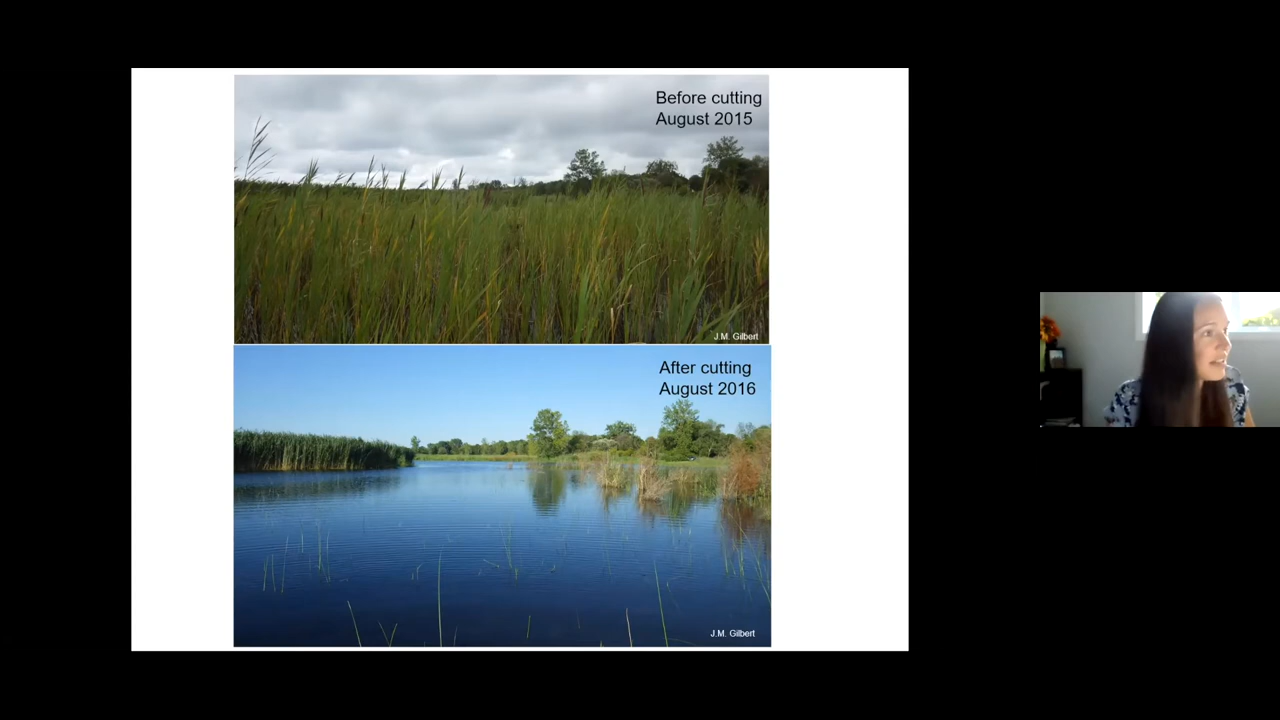 Before cutting
August 2015
J.M. Gilbert
After cutting
August 2016
J.M. Gilbert